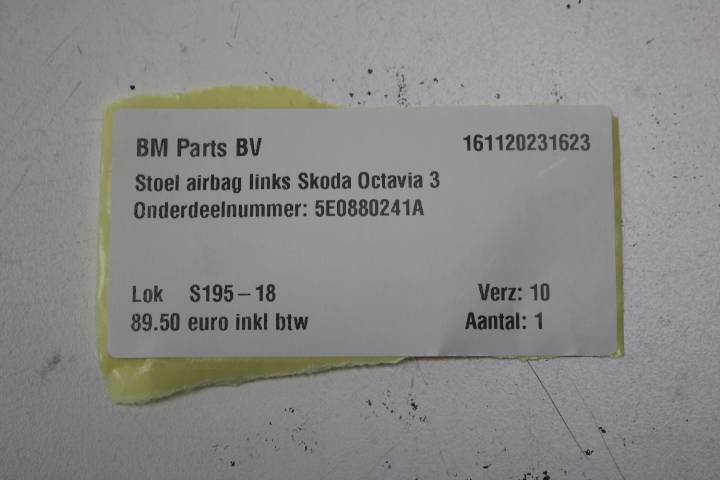 BM Parts BV 161120231623
Stoel airbag links Skoda Octavia 3
Onderdeelnummer: 5E0880241A
Lok S195-18 Verz: 10
89.50 euro inkl btw Aantal: 1